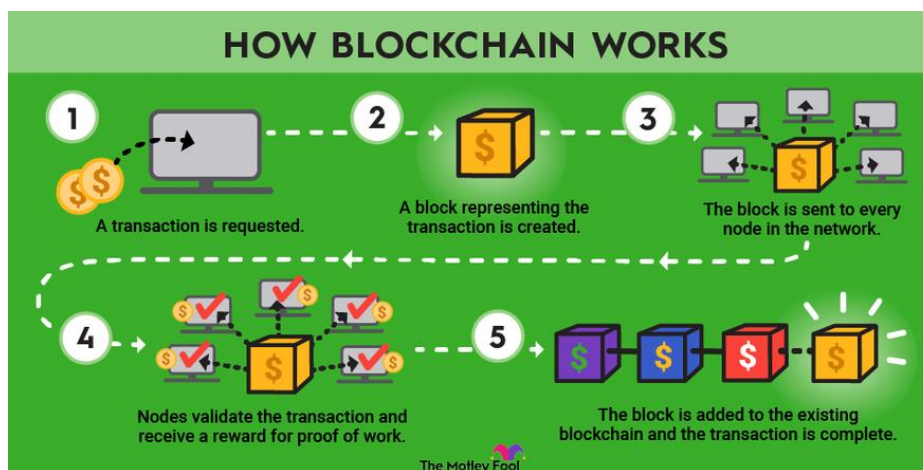 HOW BLOCKCHAIN WORKS
1
$
$
A transaction is requested.
2
$
A block representing the
transaction is created.
3
$
The block is sent to every
node in the network.
4
$
$
$
$
$
$
Nodes validate the transaction and
receive a reward for proof of work.
5
$
$
$
$
The block is added to the existing
blockchain and the transaction is complete.
The Motley Fool